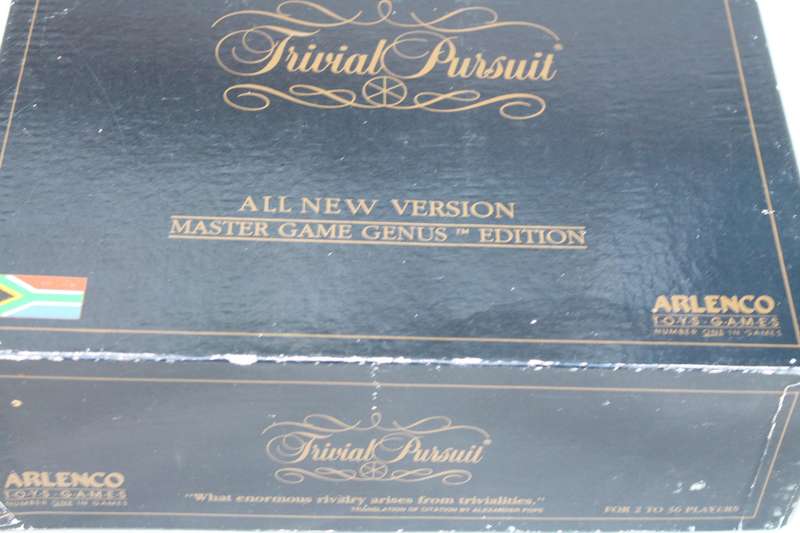 Trivial Pursuit®
ALL NEW VERSION
MASTER GAME GENUS™ EDITION
ARLENCO
TOYS·GAMES
NUMBER ONE IN GAMES
Trivial Pursuit®
ARLENCO
TOYS·GAMES
NUMBER ONE IN GAMES
"What enormous rivalry arises from trivialities."
TRANSLATION OF CITATION BY ALEXANDER POPE
FOR 2 TO 36 PLAYERS